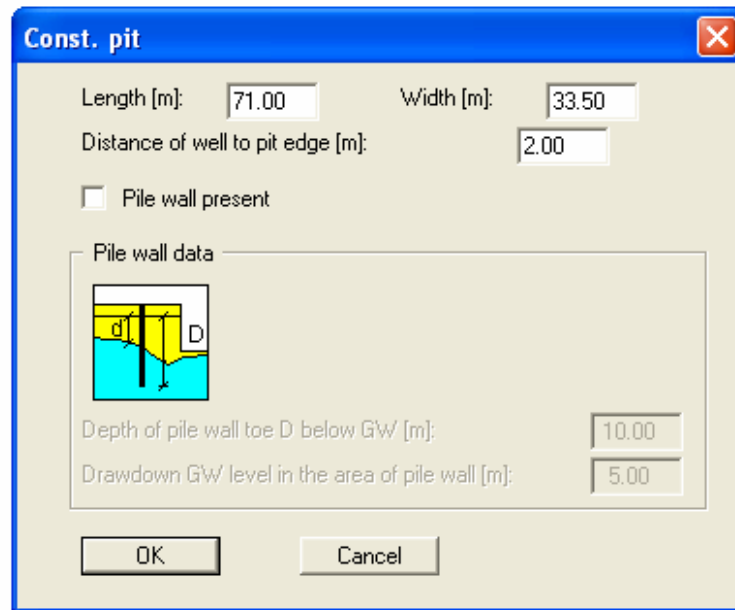 Const. pit
Length [m]: 71.00 Width [m]: 33.50
Distance of well to pit edge [m]: 2.00
Pile wall present
Pile wall data
d D
Depth of pile wall toe D below GW [m]: 10.00
Drawdown GW level in the area of pile wall [m]: 5.00
OK Cancel